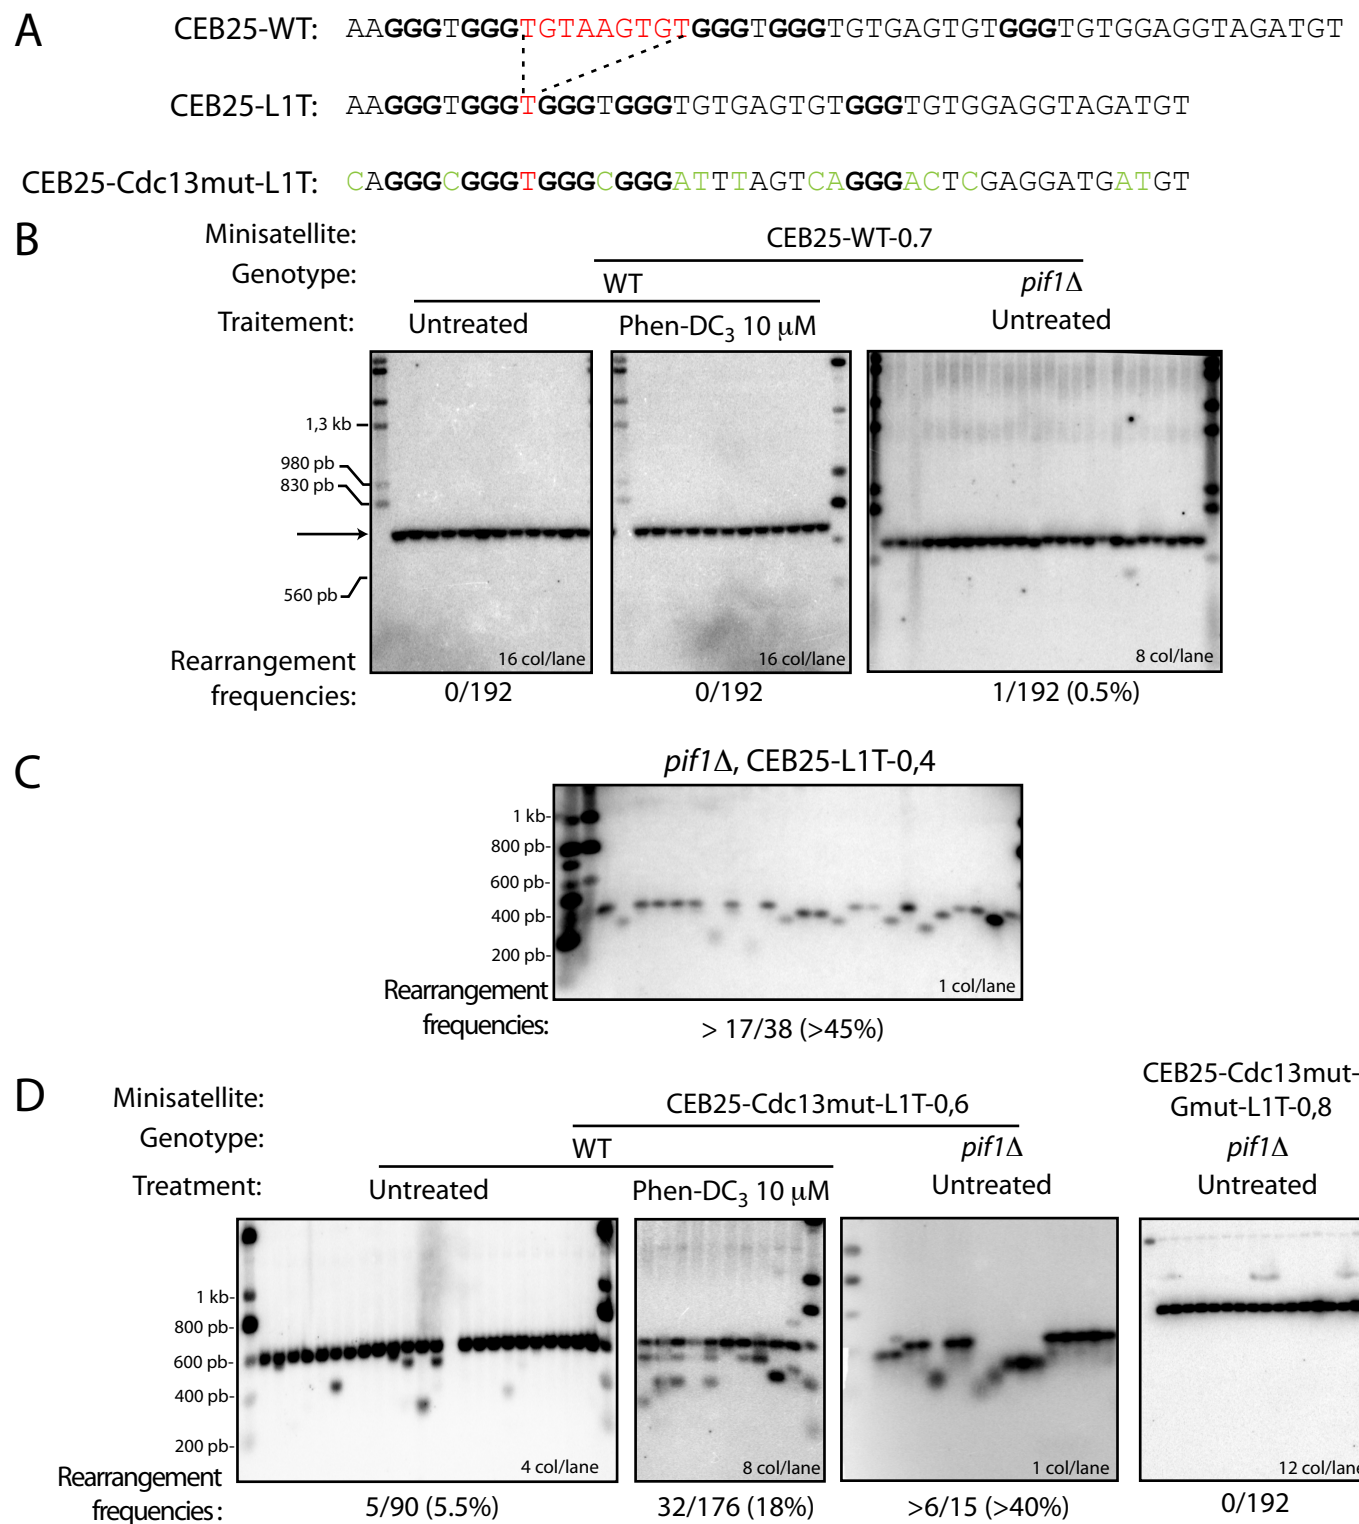 A
CEB25-WT: AAGGGTGGGTGTAAGTGTGGGTGGGTGTGAGTGTGGGTGTGGAGGTAGATGT
CEB25-L1T: AAGGGTGGGTGGGTGGGTGTGAGTGTGGGTGTGGAGGTAGATGT
CEB25-Cdc13mut-L1T: CAGGGCGGGTGGGCGGGATTTAGTCAGGGACTCGAGGATGATGT
B
Minisatellite: CEB25-WT-0.7
Genotype: WT pif1Δ
Traitement: Untreated Phen-DC3 10 μM Untreated
1,3 kb
980 pb
830 pb
560 pb
16 col/lane 16 col/lane 8 col/lane
Rearrangement
frequencies: 0/192 0/192 1/192 (0.5%)
C
pif1Δ, CEB25-L1T-0,4
1 kb-
800 pb-
600 pb-
400 pb-
200 pb-
1 col/lane
Rearrangement
frequencies: > 17/38 (>45%)
D
Minisatellite: CEB25-Cdc13mut-L1T-0,6 CEB25-Cdc13mut-
Gmut-L1T-0,8
Genotype: WT pif1Δ pif1Δ
Treatment: Untreated Phen-DC3 10 μM Untreated Untreated
1 kb-
800 pb-
600 pb-
400 pb-
200 pb-
4 col/lane 8 col/lane 1 col/lane 12 col/lane
Rearrangement
frequencies : 5/90 (5.5%) 32/176 (18%) >6/15 (>40%) 0/192